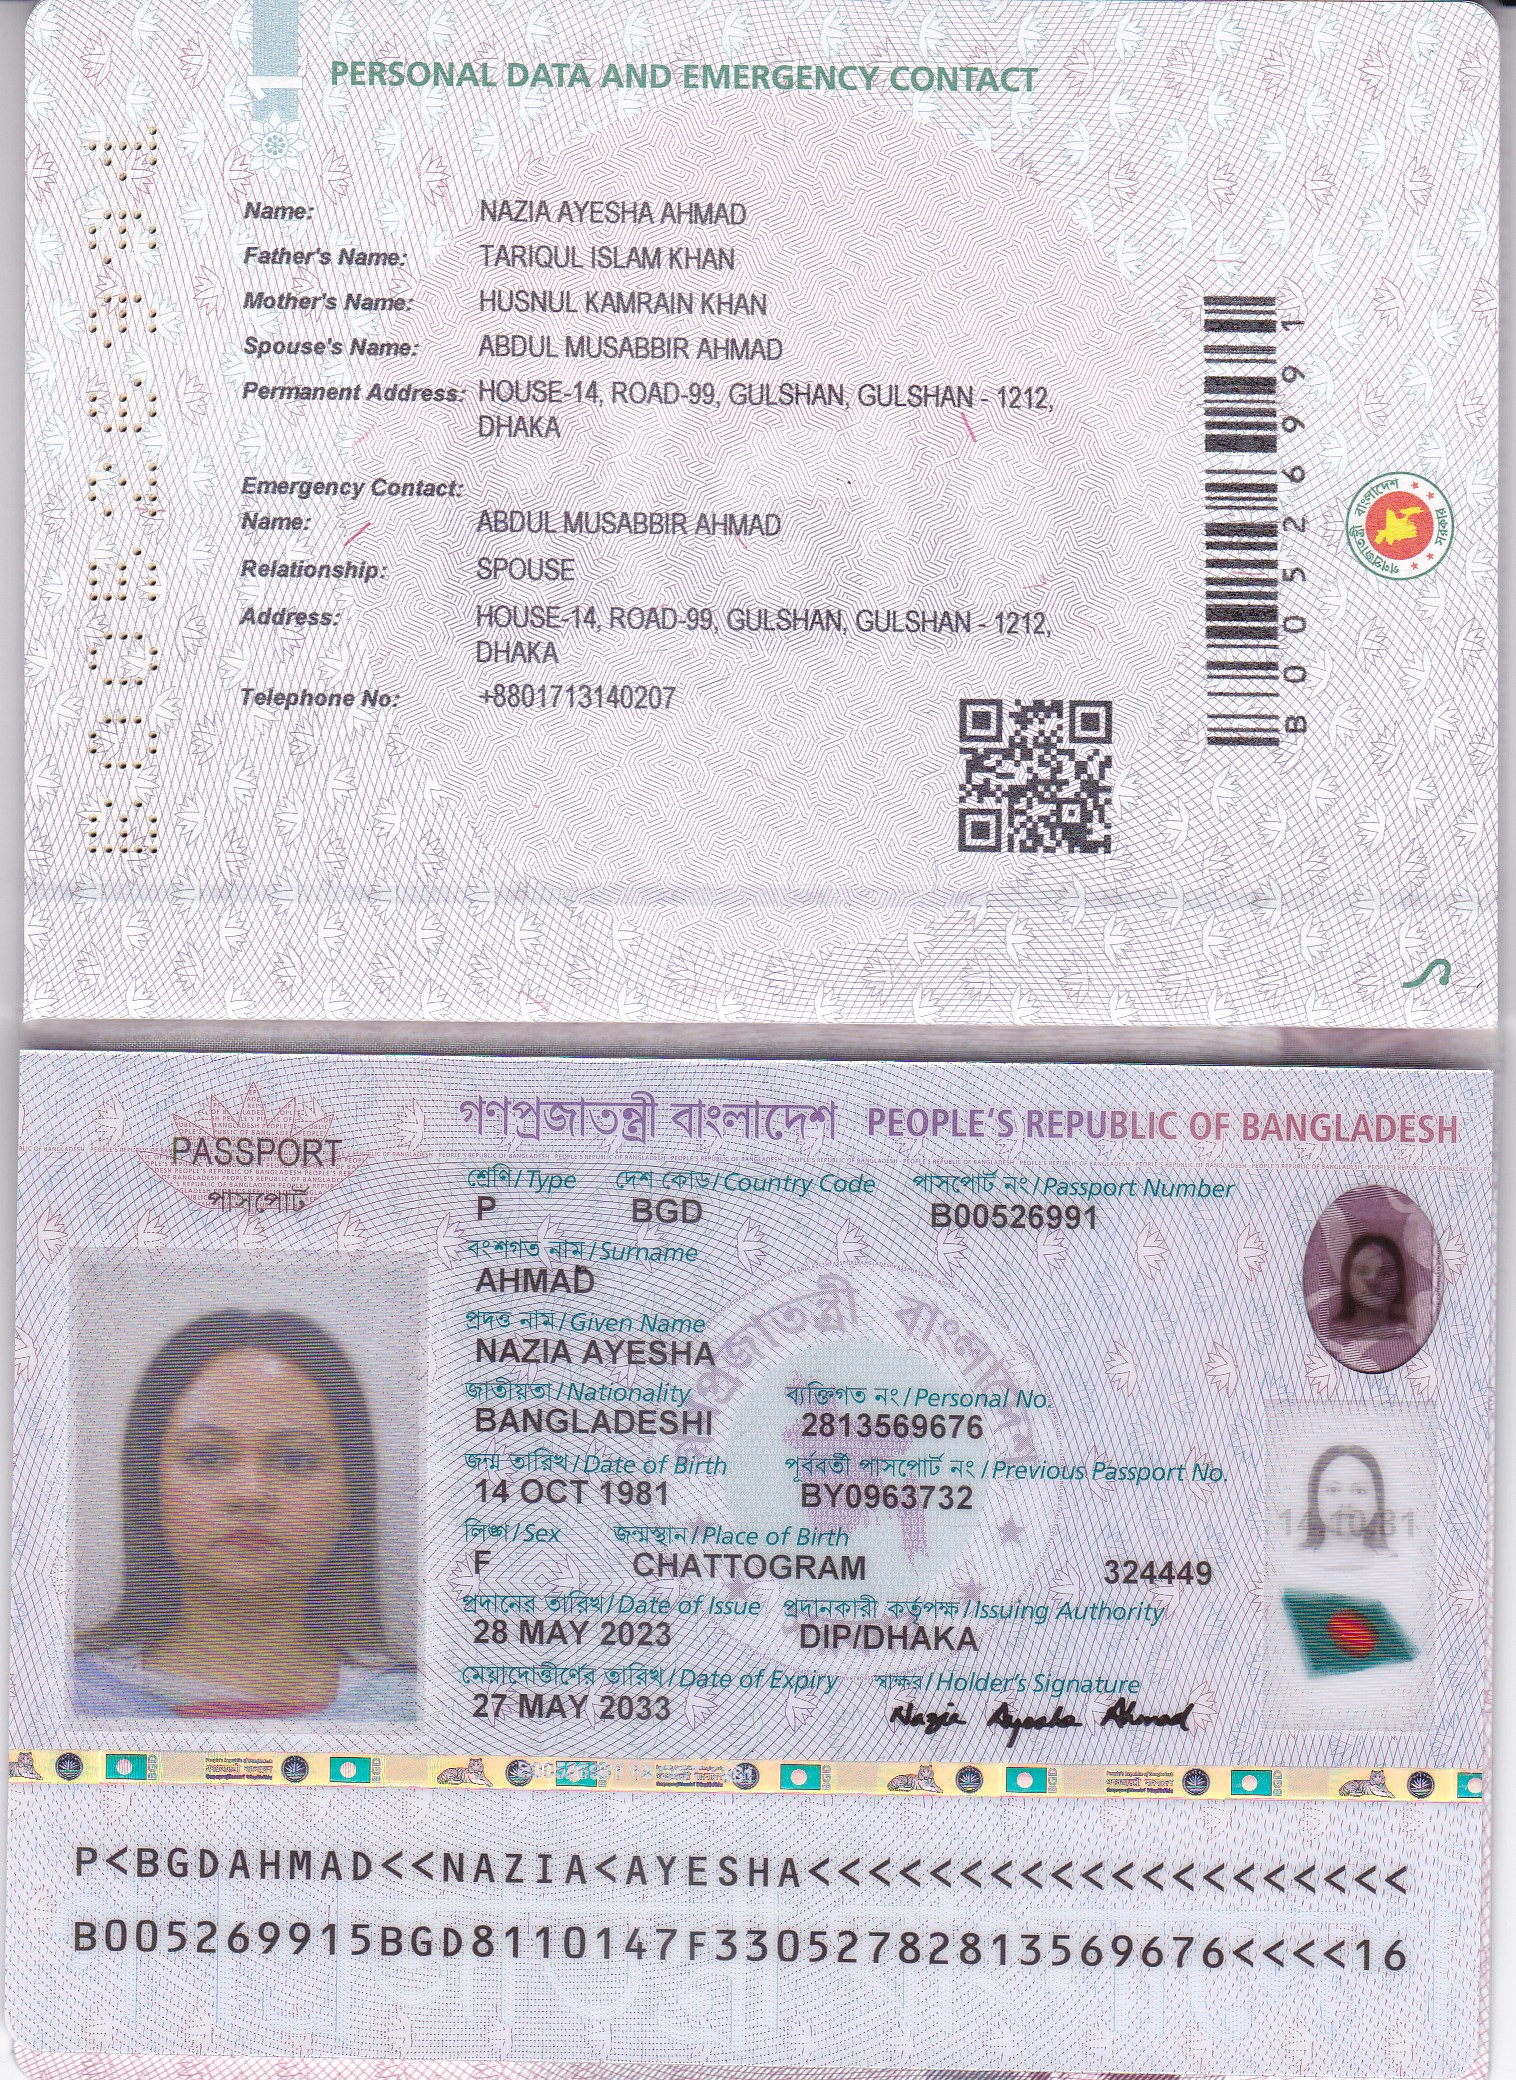 1
PERSONAL DATA AND EMERGENCY CONTACT
Name: NAZIA AYESHA AHMAD
Father's Name: TARIQUL ISLAM KHAN
Mother's Name: HUSNUL KAMRAIN KHAN
Spouse's Name: ABDUL MUSABBIR AHMAD
Permanent Address: HOUSE-14, ROAD-99, GULSHAN, GULSHAN - 1212,
DHAKA
Emergency Contact:
Name: ABDUL MUSABBIR AHMAD
Relationship: SPOUSE
Address: HOUSE-14, ROAD-99, GULSHAN, GULSHAN - 1212,
DHAKA
Telephone No: +8801713140207
B00526991
গণপ্রজাতন্ত্রী বাংলাদেশ সরকার
গণপ্রজাতন্ত্রী বাংলাদেশ PEOPLE'S REPUBLIC OF BANGLADESH
PASSPORT
পাসপোর্ট
শ্রেণি/Type দেশ কোড/Country Code পাসপোর্ট নং/Passport Number
P BGD B00526991
বংশগত নাম/Surname
AHMAD
প্রদত্ত নাম/Given Name
NAZIA AYESHA
জাতীয়তা/Nationality ব্যক্তিগত নং/Personal No.
BANGLADESHI 2813569676
জন্ম তারিখ/Date of Birth পূর্ববর্তী পাসপোর্ট নং/Previous Passport No.
14 OCT 1981 BY0963732
লিঙ্গ/Sex জন্মস্থান/Place of Birth
F CHATTOGRAM 324449
প্রদানের তারিখ/Date of Issue প্রদানকারী কর্তৃপক্ষ/Issuing Authority
28 MAY 2023 DIP/DHAKA
মেয়াদোত্তীর্ণের তারিখ/Date of Expiry স্বাক্ষর/Holder's Signature
27 MAY 2033 Nazia Ayesha Ahmad
P<BGDAHMAD<<NAZIA<AYESHA<<<<<<<<<<<<<<<<<<<<
B005269915BGD8110147F33052782813569676<<<<16